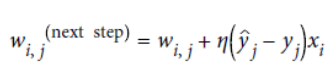 w_{i,j}^{(next step)} = w_{i,j} + η(ŷ_j − y_j)x_i